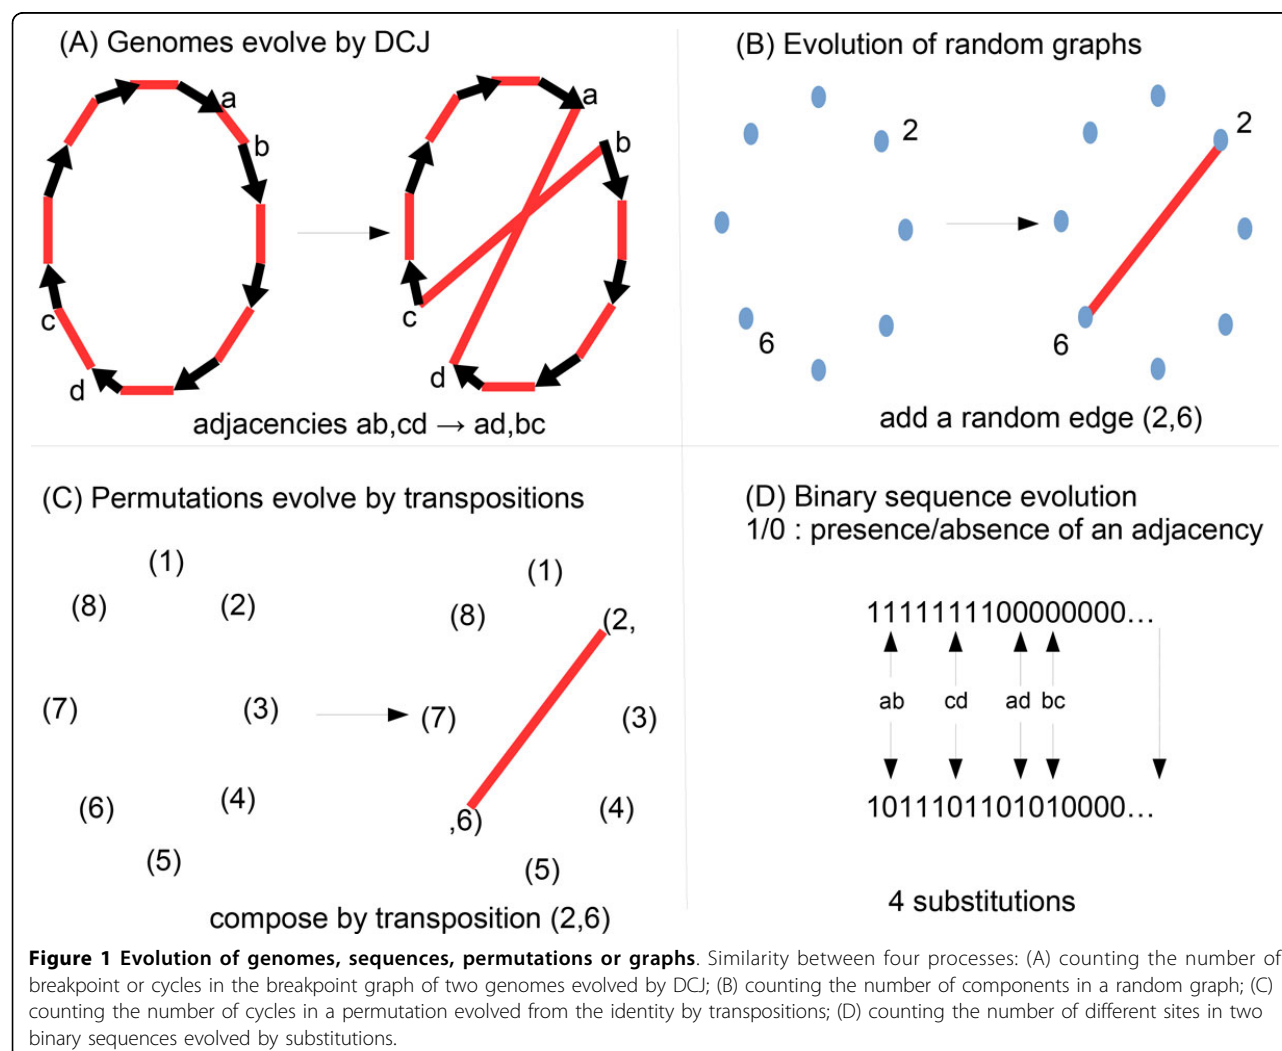 (A) Genomes evolve by DCJ
a
b
c
d
a
b
c
d
adjacencies ab,cd → ad,bc
(B) Evolution of random graphs
2
6
2
6
add a random edge (2,6)
(C) Permutations evolve by transpositions
(1)
(2)
(3)
(4)
(5)
(6)
(7)
(8)
(1)
(2,
(3)
(4)
(5)
,6)
(7)
(8)
compose by transposition (2,6)
(D) Binary sequence evolution
1/0 : presence/absence of an adjacency
1111111100000000...
ab cd ad bc
1011101101010000...
4 substitutions
Figure 1 Evolution of genomes, sequences, permutations or graphs. Similarity between four processes: (A) counting the number of
breakpoint or cycles in the breakpoint graph of two genomes evolved by DCJ; (B) counting the number of components in a random graph; (C)
counting the number of cycles in a permutation evolved from the identity by transpositions; (D) counting the number of different sites in two
binary sequences evolved by substitutions.